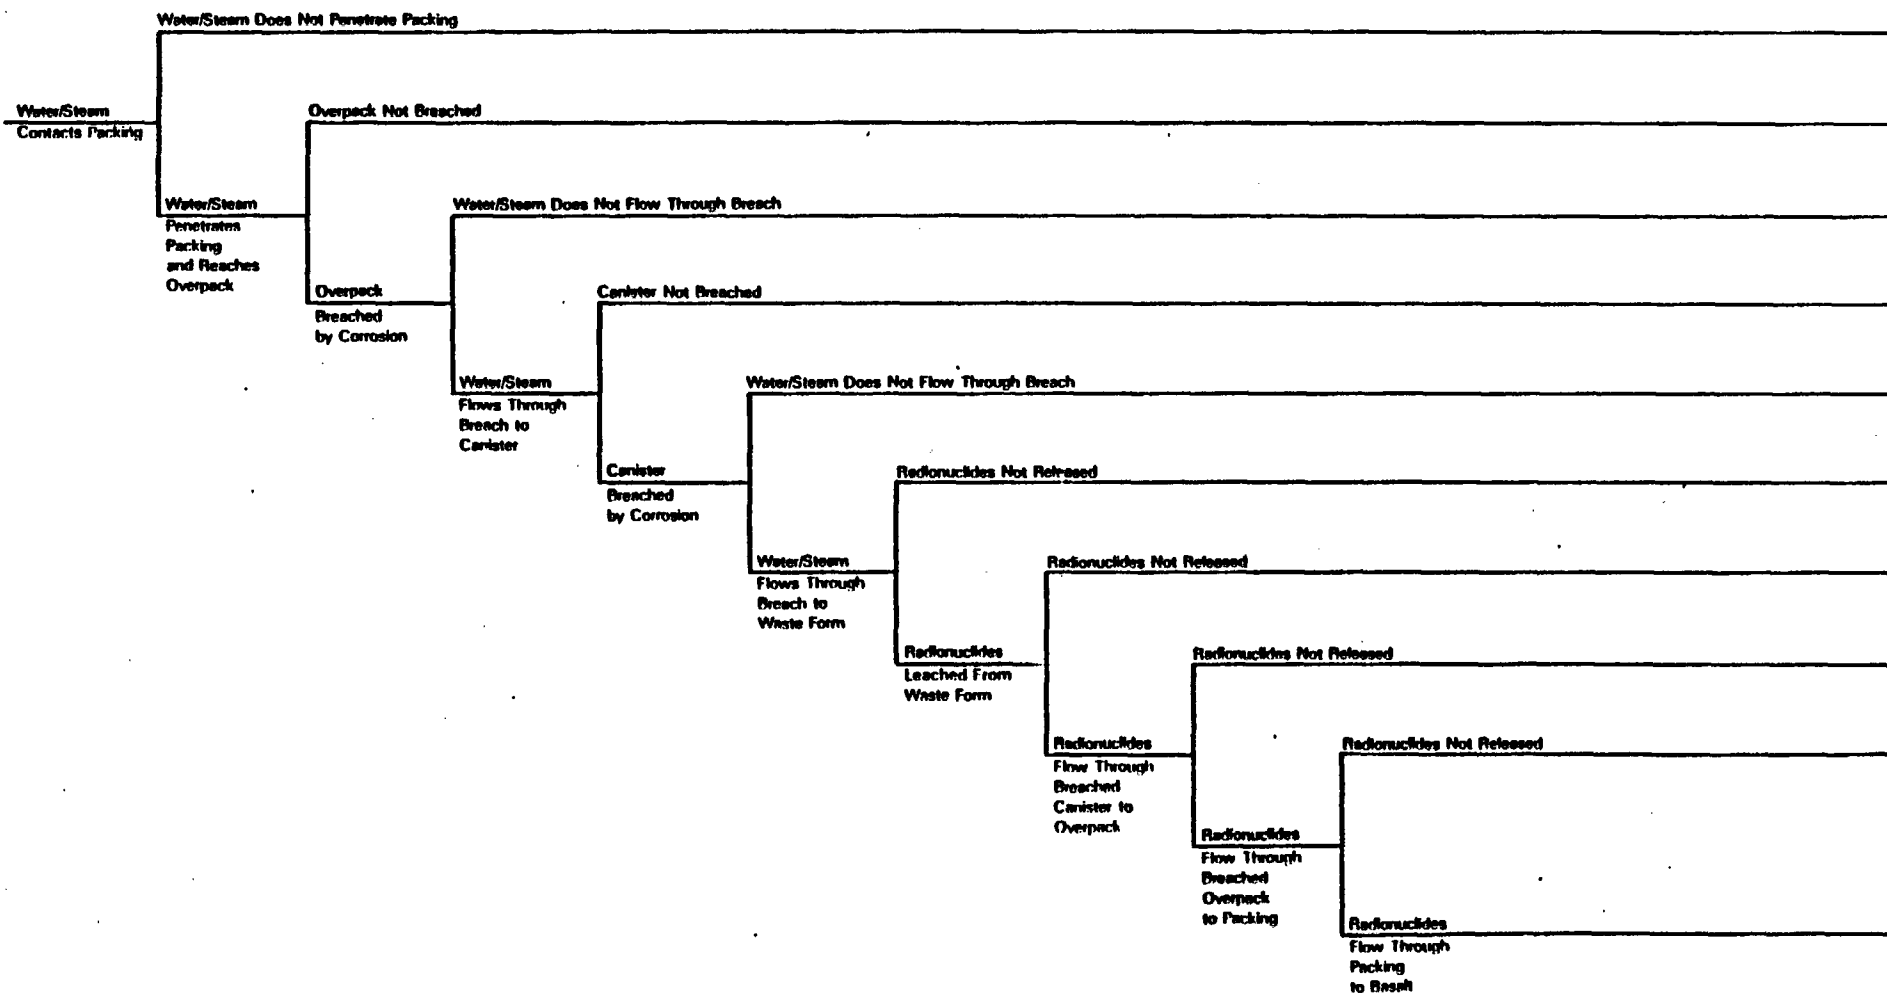 Water/Steam Does Not Penetrate Packing
Water/Steam
Contacts Packing
Overpack Not Breached
Water/Steam
Penetrates
Packing
and Reaches
Overpack
Water/Steam Does Not Flow Through Breach
Overpack
Breached
by Corrosion
Canister Not Breached
Water/Steam
Flows Through
Breach to
Canister
Water/Steam Does Not Flow Through Breach
Canister
Breached
by Corrosion
Radionuclides Not Released
Water/Steam
Flows Through
Breach to
Waste Form
Radionuclides Not Released
Radionuclides
Leached From
Waste Form
Radionuclides Not Released
Radionuclides
Flow Through
Breached
Canister to
Overpack
Radionuclides Not Released
Radionuclides
Flow Through
Breached
Overpack
to Packing
Radionuclides
Flow Through
Packing
to Basalt